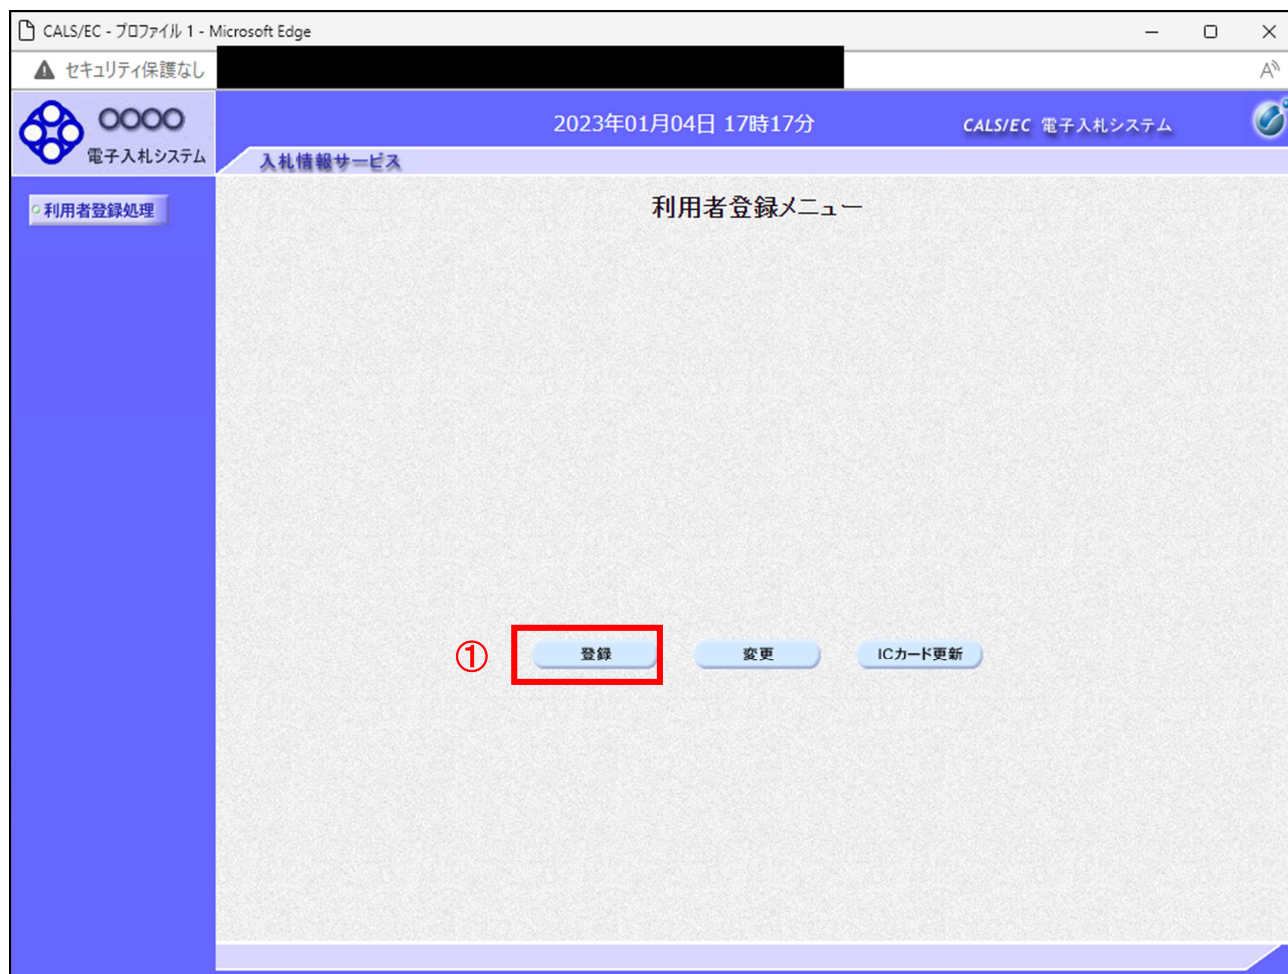 CALS/EC - プロファイル 1 - Microsoft Edge
セキュリティ保護なし
○○○○
電子入札システム
2023年01月04日 17時17分
CALS/EC 電子入札システム
入札情報サービス
利用者登録処理
利用者登録メニュー
①
登録
変更
ICカード更新